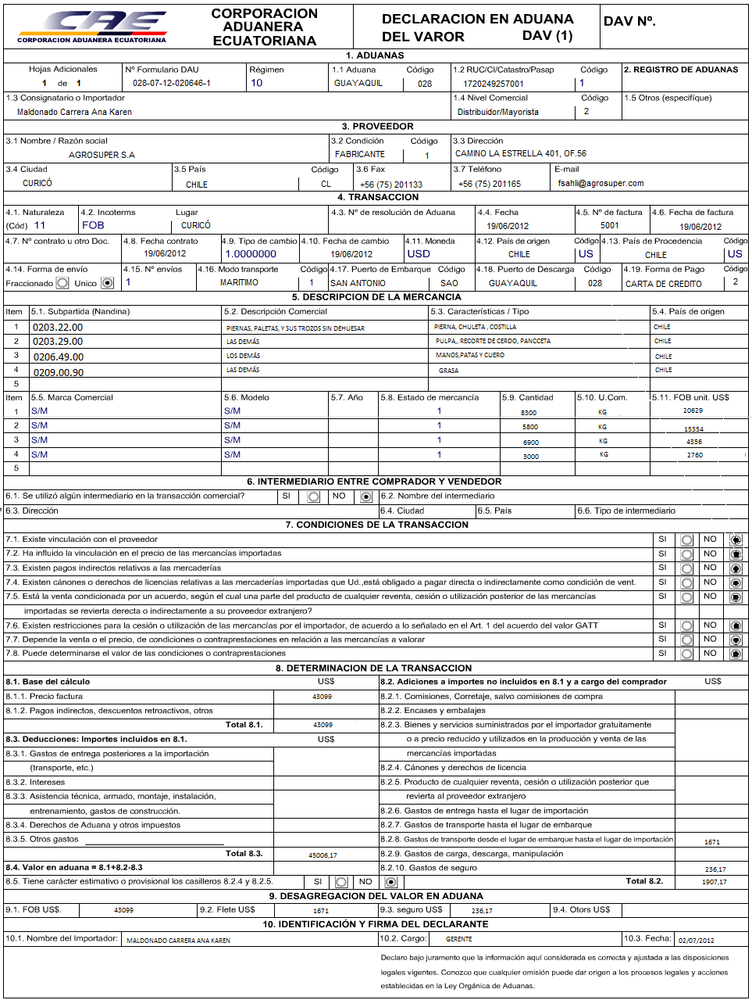 CAE
CORPORACION ADUANERA ECUATORIANA
CORPORACION
ADUANERA
ECUATORIANA
DECLARACION EN ADUANA
DEL VAROR DAV (1)
DAV Nº.
1. ADUANAS
Hojas Adicionales Nº Formulario DAU Régimen 1.1 Aduana Código 1.2 RUC/CI/Catastro/Pasap Código 2. REGISTRO DE ADUANAS
1 de 1 028-07-12-020646-1 10 GUAYAQUIL 028 1720249257001 1
1.3 Consignatario o Importador 1.4 Nivel Comercial Código 1.5 Otros (especifíque)
Maldonado Carrera Ana Karen Distribuidor/Mayorista 2
3. PROVEEDOR
3.1 Nombre / Razón social 3.2 Condición Código 3.3 Dirección
AGROSUPER S.A FABRICANTE 1 CAMINO LA ESTRELLA 401, OF.56
3.4 Ciudad 3.5 País Código 3.6 Fax 3.7 Teléfono E-mail
CURICÓ CHILE CL +56 (75) 201133 +56 (75) 201165 fsahli@agrosuper.com
4. TRANSACCION
4.1. Naturaleza 4.2. Incoterms Lugar 4.3. Nº de resolución de Aduana 4.4. Fecha 4.5. Nº de factura 4.6. Fecha de factura
(Cód) 11 FOB CURICÓ 19/06/2012 5001 19/06/2012
4.7. Nº contrato u otro Doc. 4.8. Fecha contrato 4.9. Tipo de cambio 4.10. Fecha de cambio 4.11. Moneda 4.12. País de origen Código 4.13. País de Procedencia Código
19/06/2012 1.0000000 19/06/2012 USD CHILE US CHILE US
4.14. Forma de envío 4.15. Nº envíos 4.16. Modo transporte Código 4.17. Puerto de Embarque Código 4.18. Puerto de Descarga Código 4.19. Forma de Pago Código
Fraccionado Unico 1 MARITIMO 1 SAN ANTONIO SAO GUAYAQUIL 028 CARTA DE CREDITO 2
5. DESCRIPCION DE LA MERCANCIA
Item 5.1. Subpartida (Nandina) 5.2. Descripción Comercial 5.3. Características / Tipo 5.4. País de origen
1 0203.22.00 PIERNAS, PALETAS, Y SUS TROZOS SIN DEHUESAR PIERNA, CHULETA , COSTILLA CHILE
2 0203.29.00 LAS DEMÁS PULPA,, RECORTE DE CERDO, PANCCETA CHILE
3 0206.49.00 LOS DEMÁS MANOS,PATAS Y CUERO CHILE
4 0209.00.90 LAS DEMÁS GRASA CHILE
5
Item 5.5. Marca Comercial 5.6. Modelo 5.7. Año 5.8. Estado de mercancía 5.9. Cantidad 5.10. U.Com. 5.11. FOB unit. US$
1 S/M S/M 1 8300 KG 20629
2 S/M S/M 1 5800 KG 15354
3 S/M S/M 1 6900 KG 4356
4 S/M S/M 1 3000 KG 2760
5
6. INTERMEDIARIO ENTRE COMPRADOR Y VENDEDOR
6.1. Se utilizó algún intermediario en la transacción comercial? SI NO 6.2. Nombre del intermediario
6.3. Dirección 6.4. Ciudad 6.5. País 6.6. Tipo de intermediario
7. CONDICIONES DE LA TRANSACCION
7.1. Existe vinculación con el proveedor SI NO
7.2. Ha influido la vinculación en el precio de las mercancías importadas SI NO
7.3. Existen pagos indirectos relativos a las mercaderías SI NO
7.4. Existen cánones o derechos de licencias relativas a las mercaderías importadas que Ud.,está obligado a pagar directa o indirectamente como condición de vent. SI NO
7.5. Está la venta condicionada por un acuerdo, según el cual una parte del producto de cualquier reventa, cesión o utilización posterior de las mercancías SI NO
importadas se revierta derecta o indirectamente a su proveedor extranjero?
7.6. Existen restricciones para la cesión o utilización de las mercancías por el importador, de acuerdo a lo señalado en el Art. 1 del acuerdo del valor GATT SI NO
7.7. Depende la venta o el precio, de condiciones o contraprestaciones en relación a las mercancías a valorar SI NO
7.8. Puede determinarse el valor de las condiciones o contraprestaciones SI NO
8. DETERMINACION DE LA TRANSACCION
8.1. Base del cálculo US$ 8.2. Adiciones a importes no incluidos en 8.1 y a cargo del comprador US$
8.1.1. Precio factura 43099 8.2.1. Comisiones, Corretaje, salvo comisiones de compra
8.1.2. Pagos indirectos, descuentos retroactivos, otros 8.2.2. Encases y embalajes
Total 8.1. 43099 8.2.3. Bienes y servicios suministrados por el importador gratuitamente
8.3. Deducciones: Importes incluidos en 8.1. US$ o a precio reducido y utilizados en la producción y venta de las
8.3.1. Gastos de entrega posteriores a la importación mercancías importadas
(transporte, etc.) 8.2.4. Cánones y derechos de licencia
8.3.2. Intereses 8.2.5. Producto de cualquier reventa, cesión o utilización posterior que
8.3.3. Asistencia técnica, armado, montaje, instalación, revierta al proveedor extranjero
entrenamiento, gastos de construcción. 8.2.6. Gastos de entrega hasta el lugar de importación
8.3.4. Derechos de Aduana y otros impuestos 8.2.7. Gastos de transporte hasta el lugar de embarque
8.3.5. Otros gastos 8.2.8. Gastos de transporte desde el lugar de embarque hasta el lugar de importación 1671
Total 8.3. 45006,17 8.2.9. Gastos de carga, descarga, manipulación
8.4. Valor en aduana = 8.1+8.2-8.3 8.2.10. Gastos de seguro 236,17
8.5. Tiene carácter estimativo o provisional los casilleros 8.2.4 y 8.2.5. SI NO Total 8.2. 1907,17
9. DESAGREGACION DEL VALOR EN ADUANA
9.1. FOB US$. 43099 9.2. Flete US$ 1671 9.3. seguro US$ 236,17 9.4. Otors US$
10. IDENTIFICACIÓN Y FIRMA DEL DECLARANTE
10.1. Nombre del Importador: MALDONADO CARRERA ANA KAREN 10.2. Cargo: GERENTE 10.3. Fecha: 02/07/2012
Declaro bajo juramento que la información aquí considerada es correcta y ajustada a las disposiciones
legales vigentes. Conozco que cualquier omisión puede dar origen a los procesos legales y acciones
establecidas en la Ley Orgánica de Aduanas.